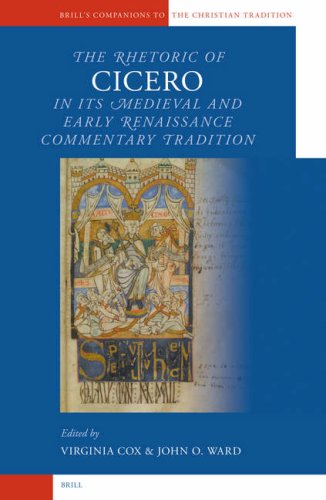 BRILL'S COMPANIONS TO THE CHRISTIAN TRADITION
THE RHETORIC OF
CICERO
IN ITS MEDIEVAL AND
EARLY RENAISSANCE
COMMENTARY TRADITION
Edited by
VIRGINIA COX & JOHN O. WARD
BRILL